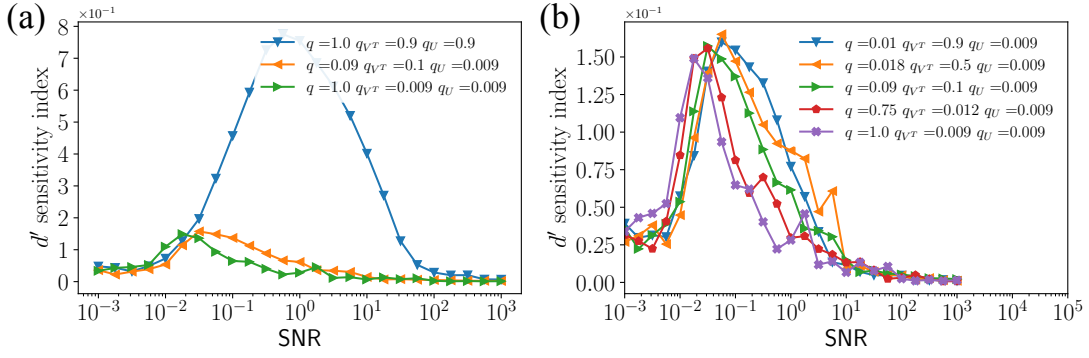 (a)
×10⁻¹
d′ sensitivity index
8
7
6
5
4
3
2
1
0
q =1.0 q_{V^T} =0.9 q_U =0.9
q =0.09 q_{V^T} =0.1 q_U =0.009
q =1.0 q_{V^T} =0.009 q_U =0.009
10⁻³ 10⁻² 10⁻¹ 10⁰ 10¹ 10² 10³
SNR
(b)
×10⁻¹
d′ sensitivity index
1.50
1.25
1.00
0.75
0.50
0.25
0.00
q =0.01 q_{V^T} =0.9 q_U =0.009
q =0.018 q_{V^T} =0.5 q_U =0.009
q =0.09 q_{V^T} =0.1 q_U =0.009
q =0.75 q_{V^T} =0.012 q_U =0.009
q =1.0 q_{V^T} =0.009 q_U =0.009
10⁻³ 10⁻² 10⁻¹ 10⁰ 10¹ 10² 10³ 10⁴ 10⁵
SNR